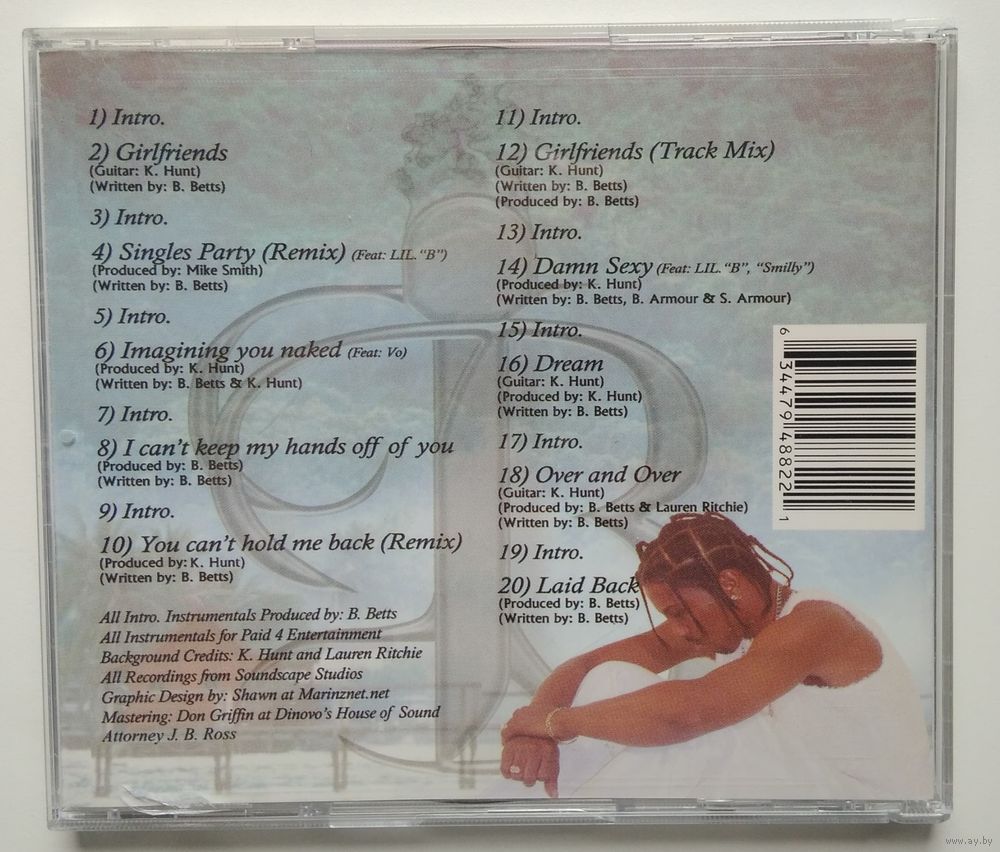 1) Intro.
2) Girlfriends
(Guitar: K. Hunt)
(Written by: B. Betts)
3) Intro.
4) Singles Party (Remix) (Feat: LIL. "B")
(Produced by: Mike Smith)
(Written by: B. Betts)
5) Intro.
6) Imagining you naked (Feat: Vo)
(Produced by: K. Hunt)
(Written by: B. Betts & K. Hunt)
7) Intro.
8) I can't keep my hands off of you
(Produced by: B. Betts)
(Written by: B. Betts)
9) Intro.
10) You can't hold me back (Remix)
(Produced by: K. Hunt)
(Written by: B. Betts)
All Intro. Instrumentals Produced by: B. Betts
All Instrumentals for Paid 4 Entertainment
Background Credits: K. Hunt and Lauren Ritchie
All Recordings from Soundscape Studios
Graphic Design by: Shawn at Marinznet.net
Mastering: Don Griffin at Dinovo's House of Sound
Attorney J. B. Ross
11) Intro.
12) Girlfriends (Track Mix)
(Guitar: K. Hunt)
(Written by: B. Betts)
(Produced by: B. Betts)
13) Intro.
14) Damn Sexy (Feat: LIL. "B", "Smilly")
(Produced by: K. Hunt)
(Written by: B. Betts, B. Armour & S. Armour)
15) Intro.
16) Dream
(Guitar: K. Hunt)
(Produced by: K. Hunt)
(Written by: B. Betts)
17) Intro.
18) Over and Over
(Guitar: K. Hunt)
(Produced by: B. Betts & Lauren Ritchie)
(Written by: B. Betts)
19) Intro.
20) Laid Back
(Produced by: B. Betts)
(Written by: B. Betts)
6 34479 48822 1
www.ay.by